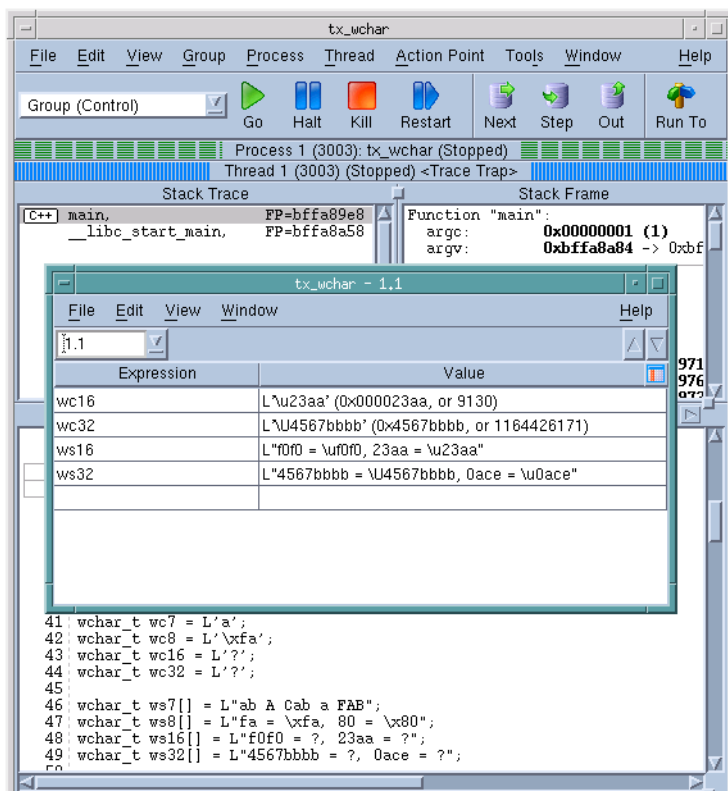 tx_wchar
File Edit View Group Process Thread Action Point Tools Window Help
Group (Control) Go Halt Kill Restart Next Step Out Run To
Process 1 (3003): tx_wchar (Stopped)
Thread 1 (3003) (Stopped) <Trace Trap>
Stack Trace Stack Frame
C++ main, FP=bffa89e8 Function "main":
__libc_start_main, FP=bffa8a58 argc: 0x00000001 (1)
argv: 0xbffa8a84 -> 0xbf
tx_wchar - 1.1
File Edit View Window Help
1.1
971
Expression Value 976
wc16 L'\u23aa' (0x000023aa, or 9130)
wc32 L'\U4567bbbb' (0x4567bbbb, or 1164426171)
ws16 L"f0f0 = \uf0f0, 23aa = \u23aa"
ws32 L"4567bbbb = \U4567bbbb, 0ace = \u0ace"
41 wchar_t wc7 = L'a';
42 wchar_t wc8 = L'\xfa';
43 wchar_t wc16 = L'?';
44 wchar_t wc32 = L'?';
45
46 wchar_t ws7[] = L"ab A Cab a FAB";
47 wchar_t ws8[] = L"fa = \xfa, 80 = \x80";
48 wchar_t ws16[] = L"f0f0 = ?, 23aa = ?";
49 wchar_t ws32[] = L"4567bbbb = ?, 0ace = ?";